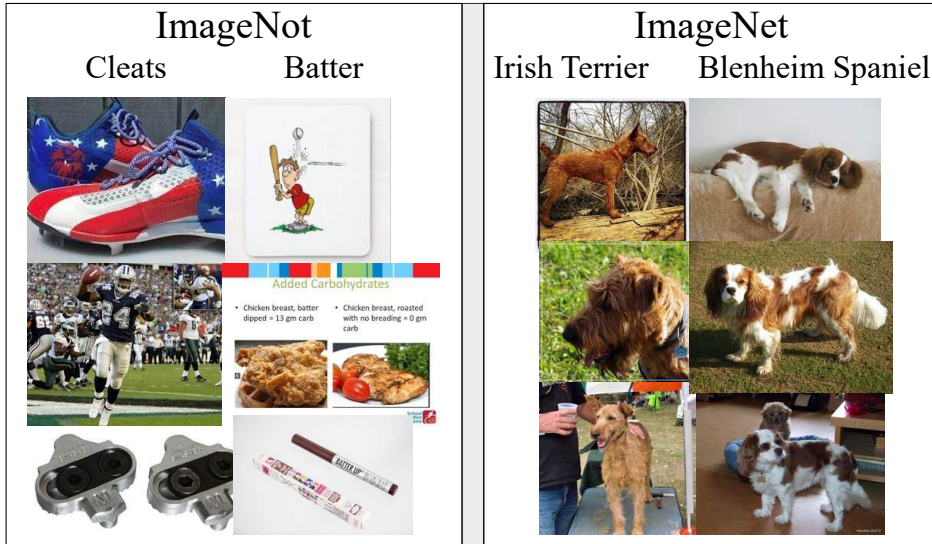 ImageNot
Cleats Batter
Added Carbohydrates
• Chicken breast, batter dipped = 13 gm carb
• Chicken breast, roasted with no breading = 0 gm carb
24
BATTER UP
M
ImageNet
Irish Terrier Blenheim Spaniel